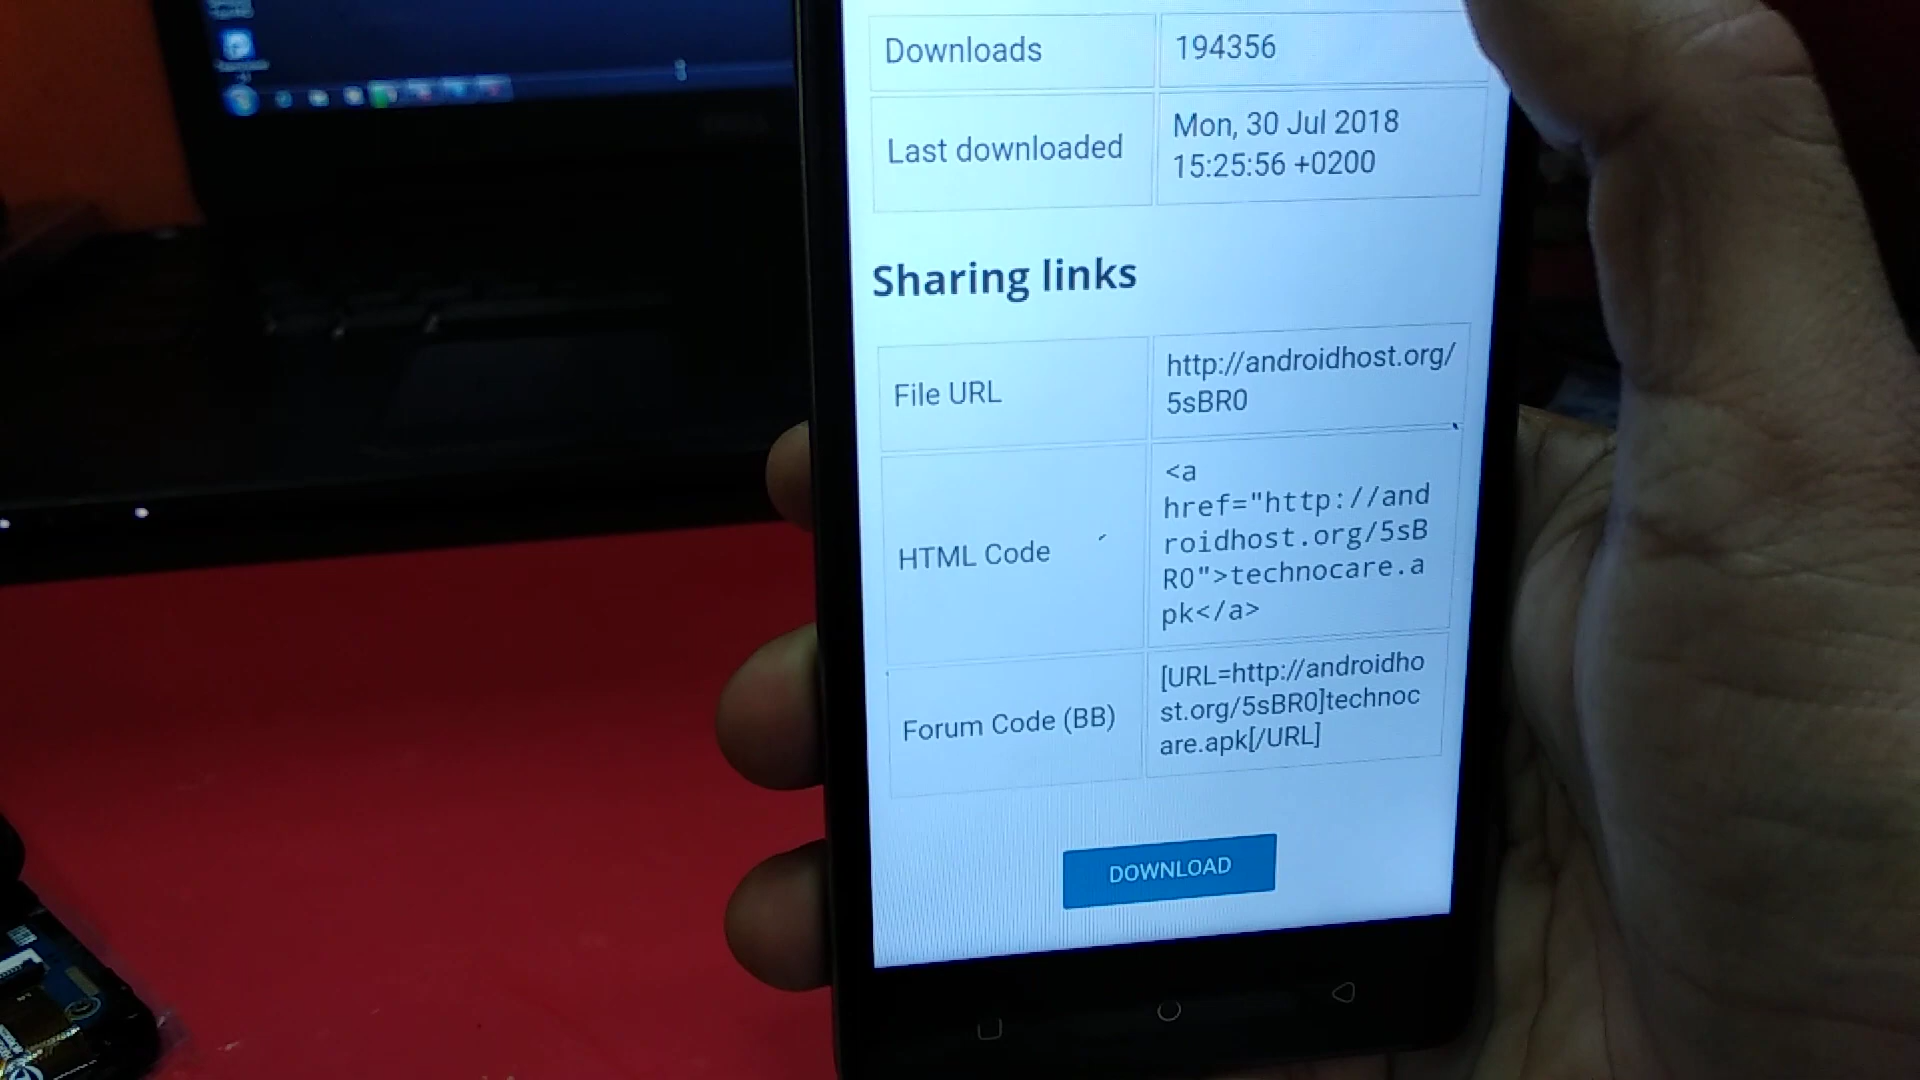 Downloads
194356
Last downloaded
Mon, 30 Jul 2018
15:25:56 +0200
Sharing links
File URL
http://androidhost.org/
5sBR0
HTML Code
<a
href="http://and
roidhost.org/5sB
R0">technocare.a
pk</a>
Forum Code (BB)
[URL=http://androidho
st.org/5sBR0]technoc
are.apk[/URL]
DOWNLOAD